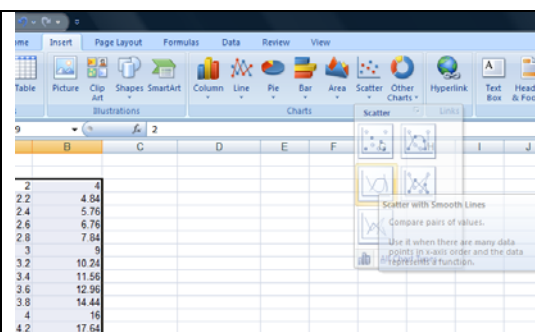 ome Insert Page Layout Formulas Data Review View
Table Picture Clip Art Shapes SmartArt Column Line Pie Bar Area Scatter Other Charts Hyperlink Text Box Head & Foo
Illustrations Charts Links
9 fx 2
Scatter
B C D E F H I J
2 4
2.2 4.84
2.4 5.76
2.6 6.76
2.8 7.84
3 9
3.2 10.24
3.4 11.56
3.6 12.96
3.8 14.44
4 16
4.2 17.64
Scatter with Smooth Lines
Compare pairs of values.
Use it when there are many data
points in x-axis order and the data
represents a function.